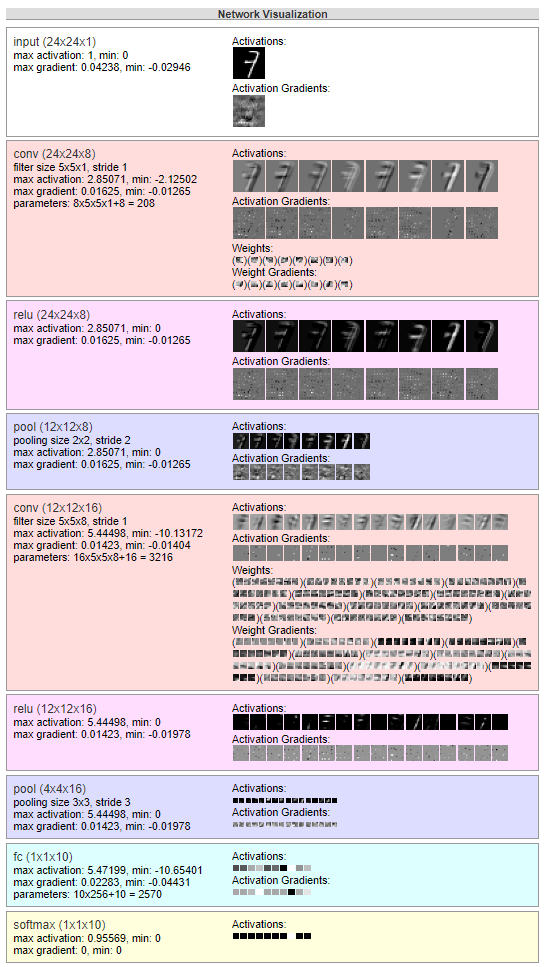 Network Visualization
input (24x24x1)
max activation: 1, min: 0
max gradient: 0.04238, min: -0.02946
Activations:
Activation Gradients:
conv (24x24x8)
filter size 5x5x1, stride 1
max activation: 2.85071, min: -2.12502
max gradient: 0.01625, min: -0.01265
parameters: 8x5x5x1+8 = 208
Activations:
Activation Gradients:
Weights:
Weight Gradients:
relu (24x24x8)
max activation: 2.85071, min: 0
max gradient: 0.01625, min: -0.01265
Activations:
Activation Gradients:
pool (12x12x8)
pooling size 2x2, stride 2
max activation: 2.85071, min: 0
max gradient: 0.01625, min: -0.01265
Activations:
Activation Gradients:
conv (12x12x16)
filter size 5x5x8, stride 1
max activation: 5.44498, min: -10.13172
max gradient: 0.01423, min: -0.01404
parameters: 16x5x5x8+16 = 3216
Activations:
Activation Gradients:
Weights:
Weight Gradients:
relu (12x12x16)
max activation: 5.44498, min: 0
max gradient: 0.01423, min: -0.01978
Activations:
Activation Gradients:
pool (4x4x16)
pooling size 3x3, stride 3
max activation: 5.44498, min: 0
max gradient: 0.01423, min: -0.01978
Activations:
Activation Gradients:
fc (1x1x10)
max activation: 5.47199, min: -10.65401
max gradient: 0.02283, min: -0.04431
parameters: 10x256+10 = 2570
Activations:
Activation Gradients:
softmax (1x1x10)
max activation: 0.95569, min: 0
max gradient: 0, min: 0
Activations: